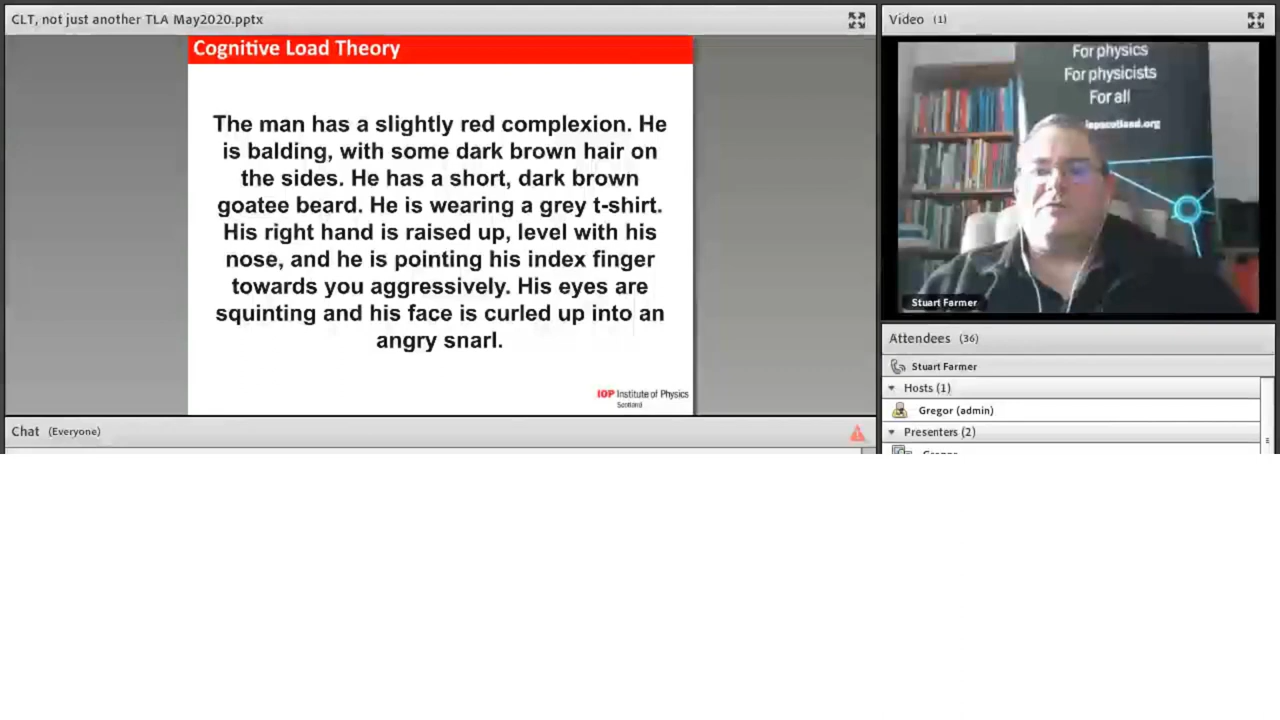 CLT, not just another TLA May2020.pptx
Cognitive Load Theory
The man has a slightly red complexion. He
is balding, with some dark brown hair on
the sides. He has a short, dark brown
goatee beard. He is wearing a grey t-shirt.
His right hand is raised up, level with his
nose, and he is pointing his index finger
towards you aggressively. His eyes are
squinting and his face is curled up into an
angry snarl.
IOP Institute of Physics
Scotland
Chat (Everyone)
Video (1)
For physics
For physicists
For all
iopscotland.org
Stuart Farmer
Attendees (36)
Stuart Farmer
Hosts (1)
Gregor (admin)
Presenters (2)